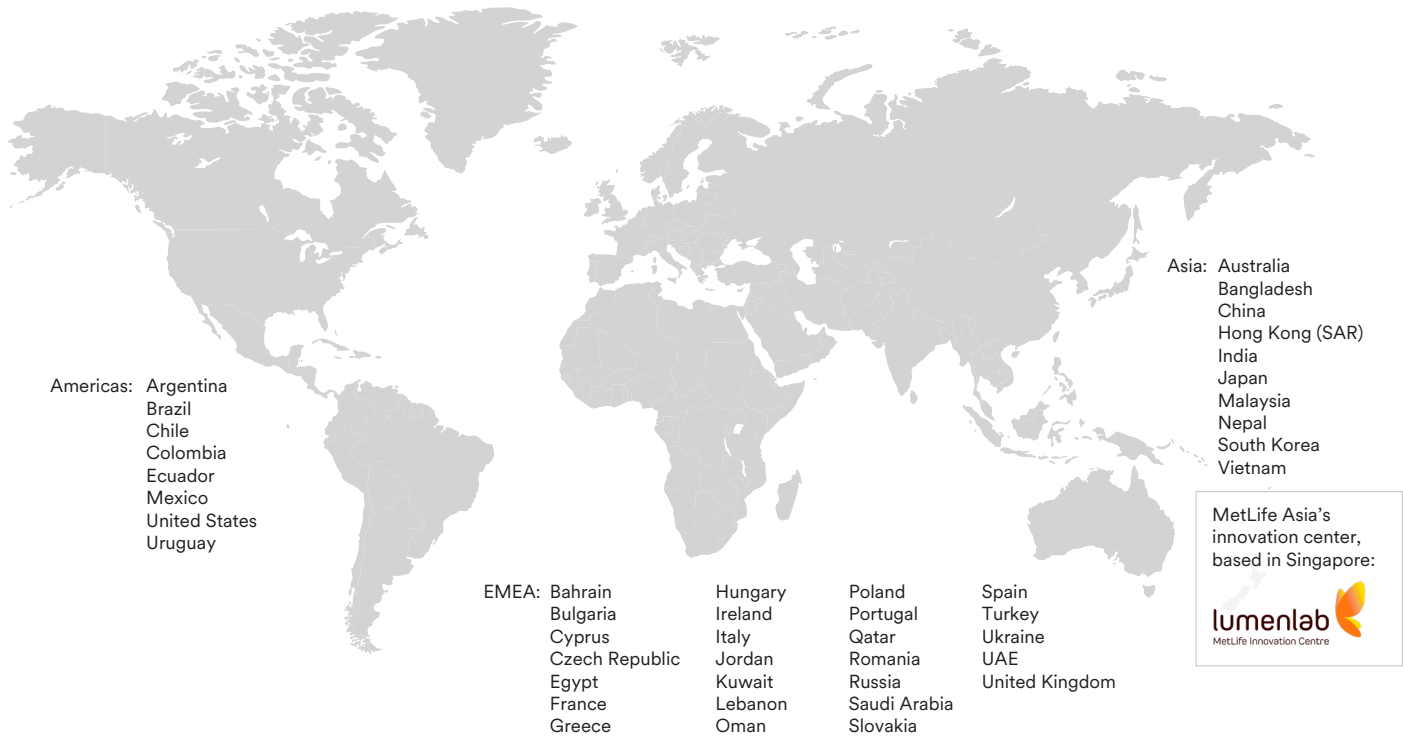 Asia: Australia
Bangladesh
China
Hong Kong (SAR)
India
Japan
Malaysia
Nepal
South Korea
Vietnam
Americas: Argentina
Brazil
Chile
Colombia
Ecuador
Mexico
United States
Uruguay
MetLife Asia's
innovation center,
based in Singapore:
lumenlab
MetLife Innovation Centre
EMEA: Bahrain Hungary Poland Spain
Bulgaria Ireland Portugal Turkey
Cyprus Italy Qatar Ukraine
Czech Republic Jordan Romania UAE
Egypt Kuwait Russia United Kingdom
France Lebanon Saudi Arabia
Greece Oman Slovakia